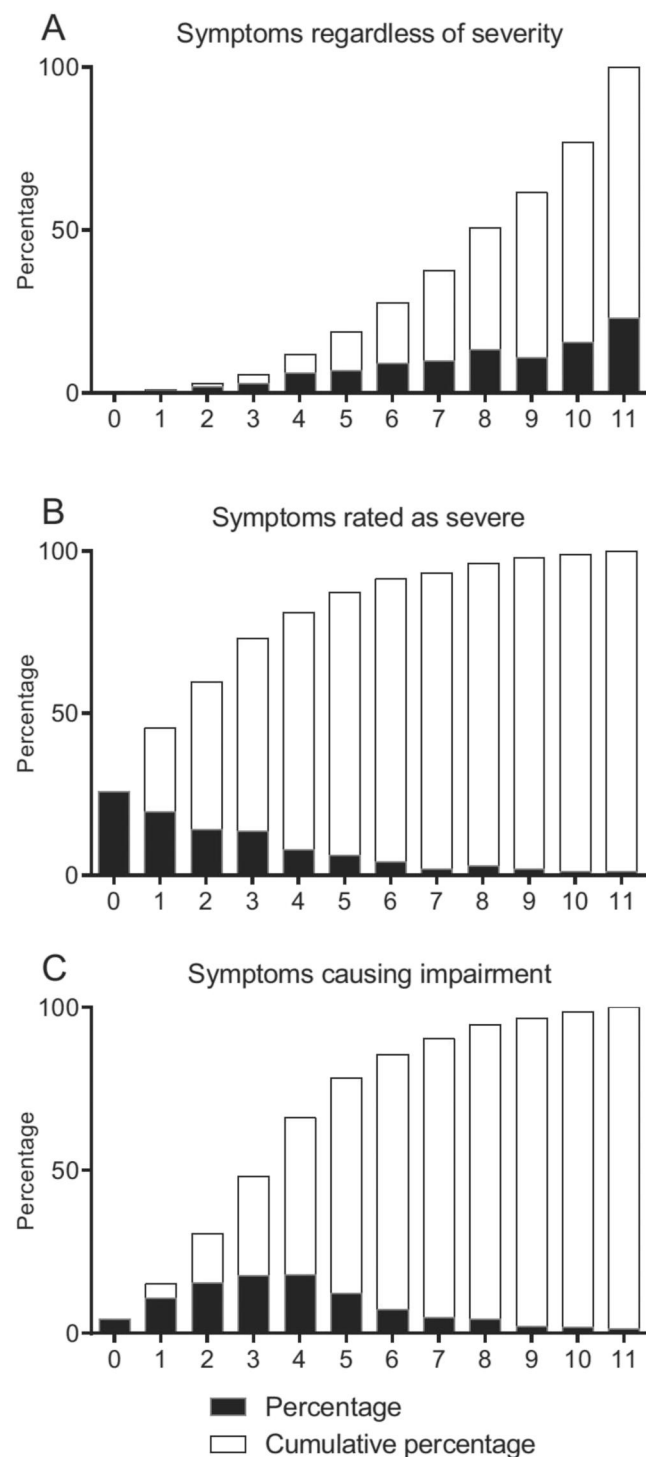 A
Symptoms regardless of severity
100
50
0
Percentage
0 1 2 3 4 5 6 7 8 9 10 11
B
Symptoms rated as severe
100
50
0
Percentage
0 1 2 3 4 5 6 7 8 9 10 11
C
Symptoms causing impairment
100
50
0
Percentage
0 1 2 3 4 5 6 7 8 9 10 11
Percentage
Cumulative percentage